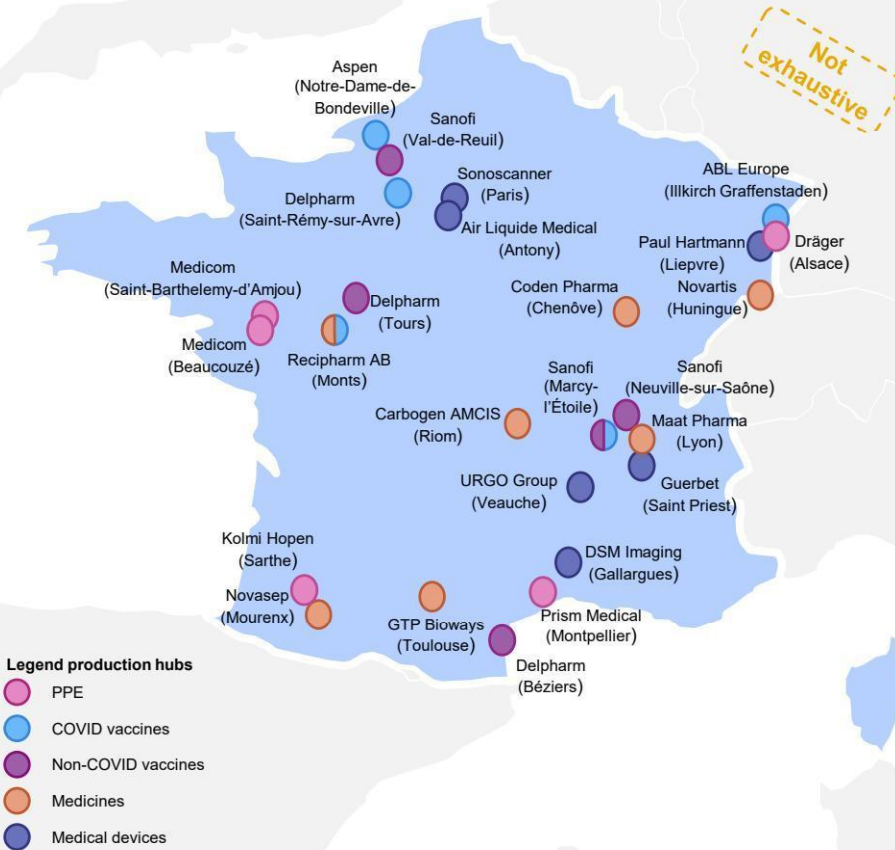 Not
exhaustive
Aspen
(Notre-Dame-de-
Bondeville)
Sanofi
(Val-de-Reuil)
Sonoscanner
(Paris)
ABL Europe
(Illkirch Graffenstaden)
Delpharm
(Saint-Rémy-sur-Avre)
Air Liquide Medical
(Antony)
Paul Hartmann
(Liepvre)
Dräger
(Alsace)
Medicom
(Saint-Barthelemy-d'Amjou)
Delpharm
(Tours)
Coden Pharma
(Chenôve)
Novartis
(Huningue)
Medicom
(Beaucouzé)
Recipharm AB
(Monts)
Sanofi
(Marcy-
l'Étoile)
Sanofi
(Neuville-sur-Saône)
Carbogen AMCIS
(Riom)
Maat Pharma
(Lyon)
URGO Group
(Veauche)
Guerbet
(Saint Priest)
Kolmi Hopen
(Sarthe)
DSM Imaging
(Gallargues)
Novasep
(Mourenx)
GTP Bioways
(Toulouse)
Prism Medical
(Montpellier)
Delpharm
(Béziers)
Legend production hubs
PPE
COVID vaccines
Non-COVID vaccines
Medicines
Medical devices